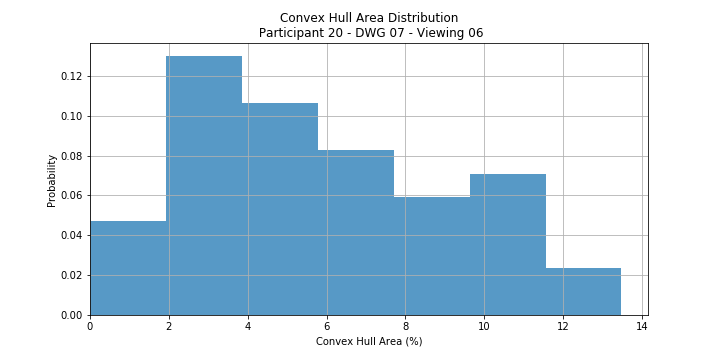 Convex Hull Area Distribution
Participant 20 - DWG 07 - Viewing 06
0.12
0.10
0.08
0.06
0.04
0.02
0.00
Probability
0 2 4 6 8 10 12 14
Convex Hull Area (%)